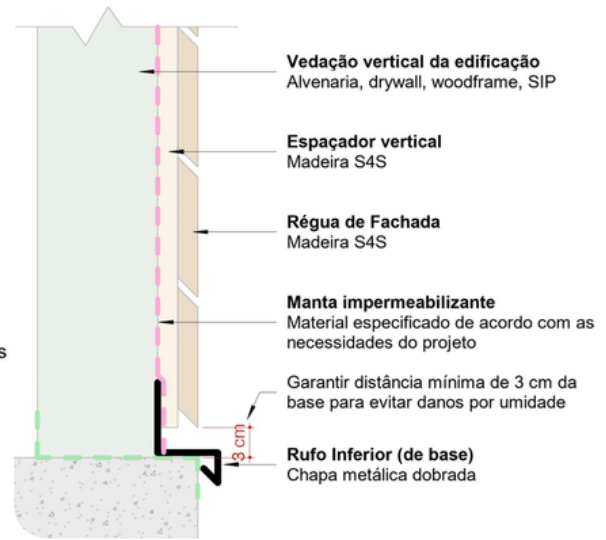 Vedação vertical da edificação
Alvenaria, drywall, woodframe, SIP
Espaçador vertical
Madeira S4S
Régua de Fachada
Madeira S4S
Manta impermeabilizante
Material especificado de acordo com as
necessidades do projeto
s
Garantir distância mínima de 3 cm da
base para evitar danos por umidade
3 cm
Rufo Inferior (de base)
Chapa metálica dobrada